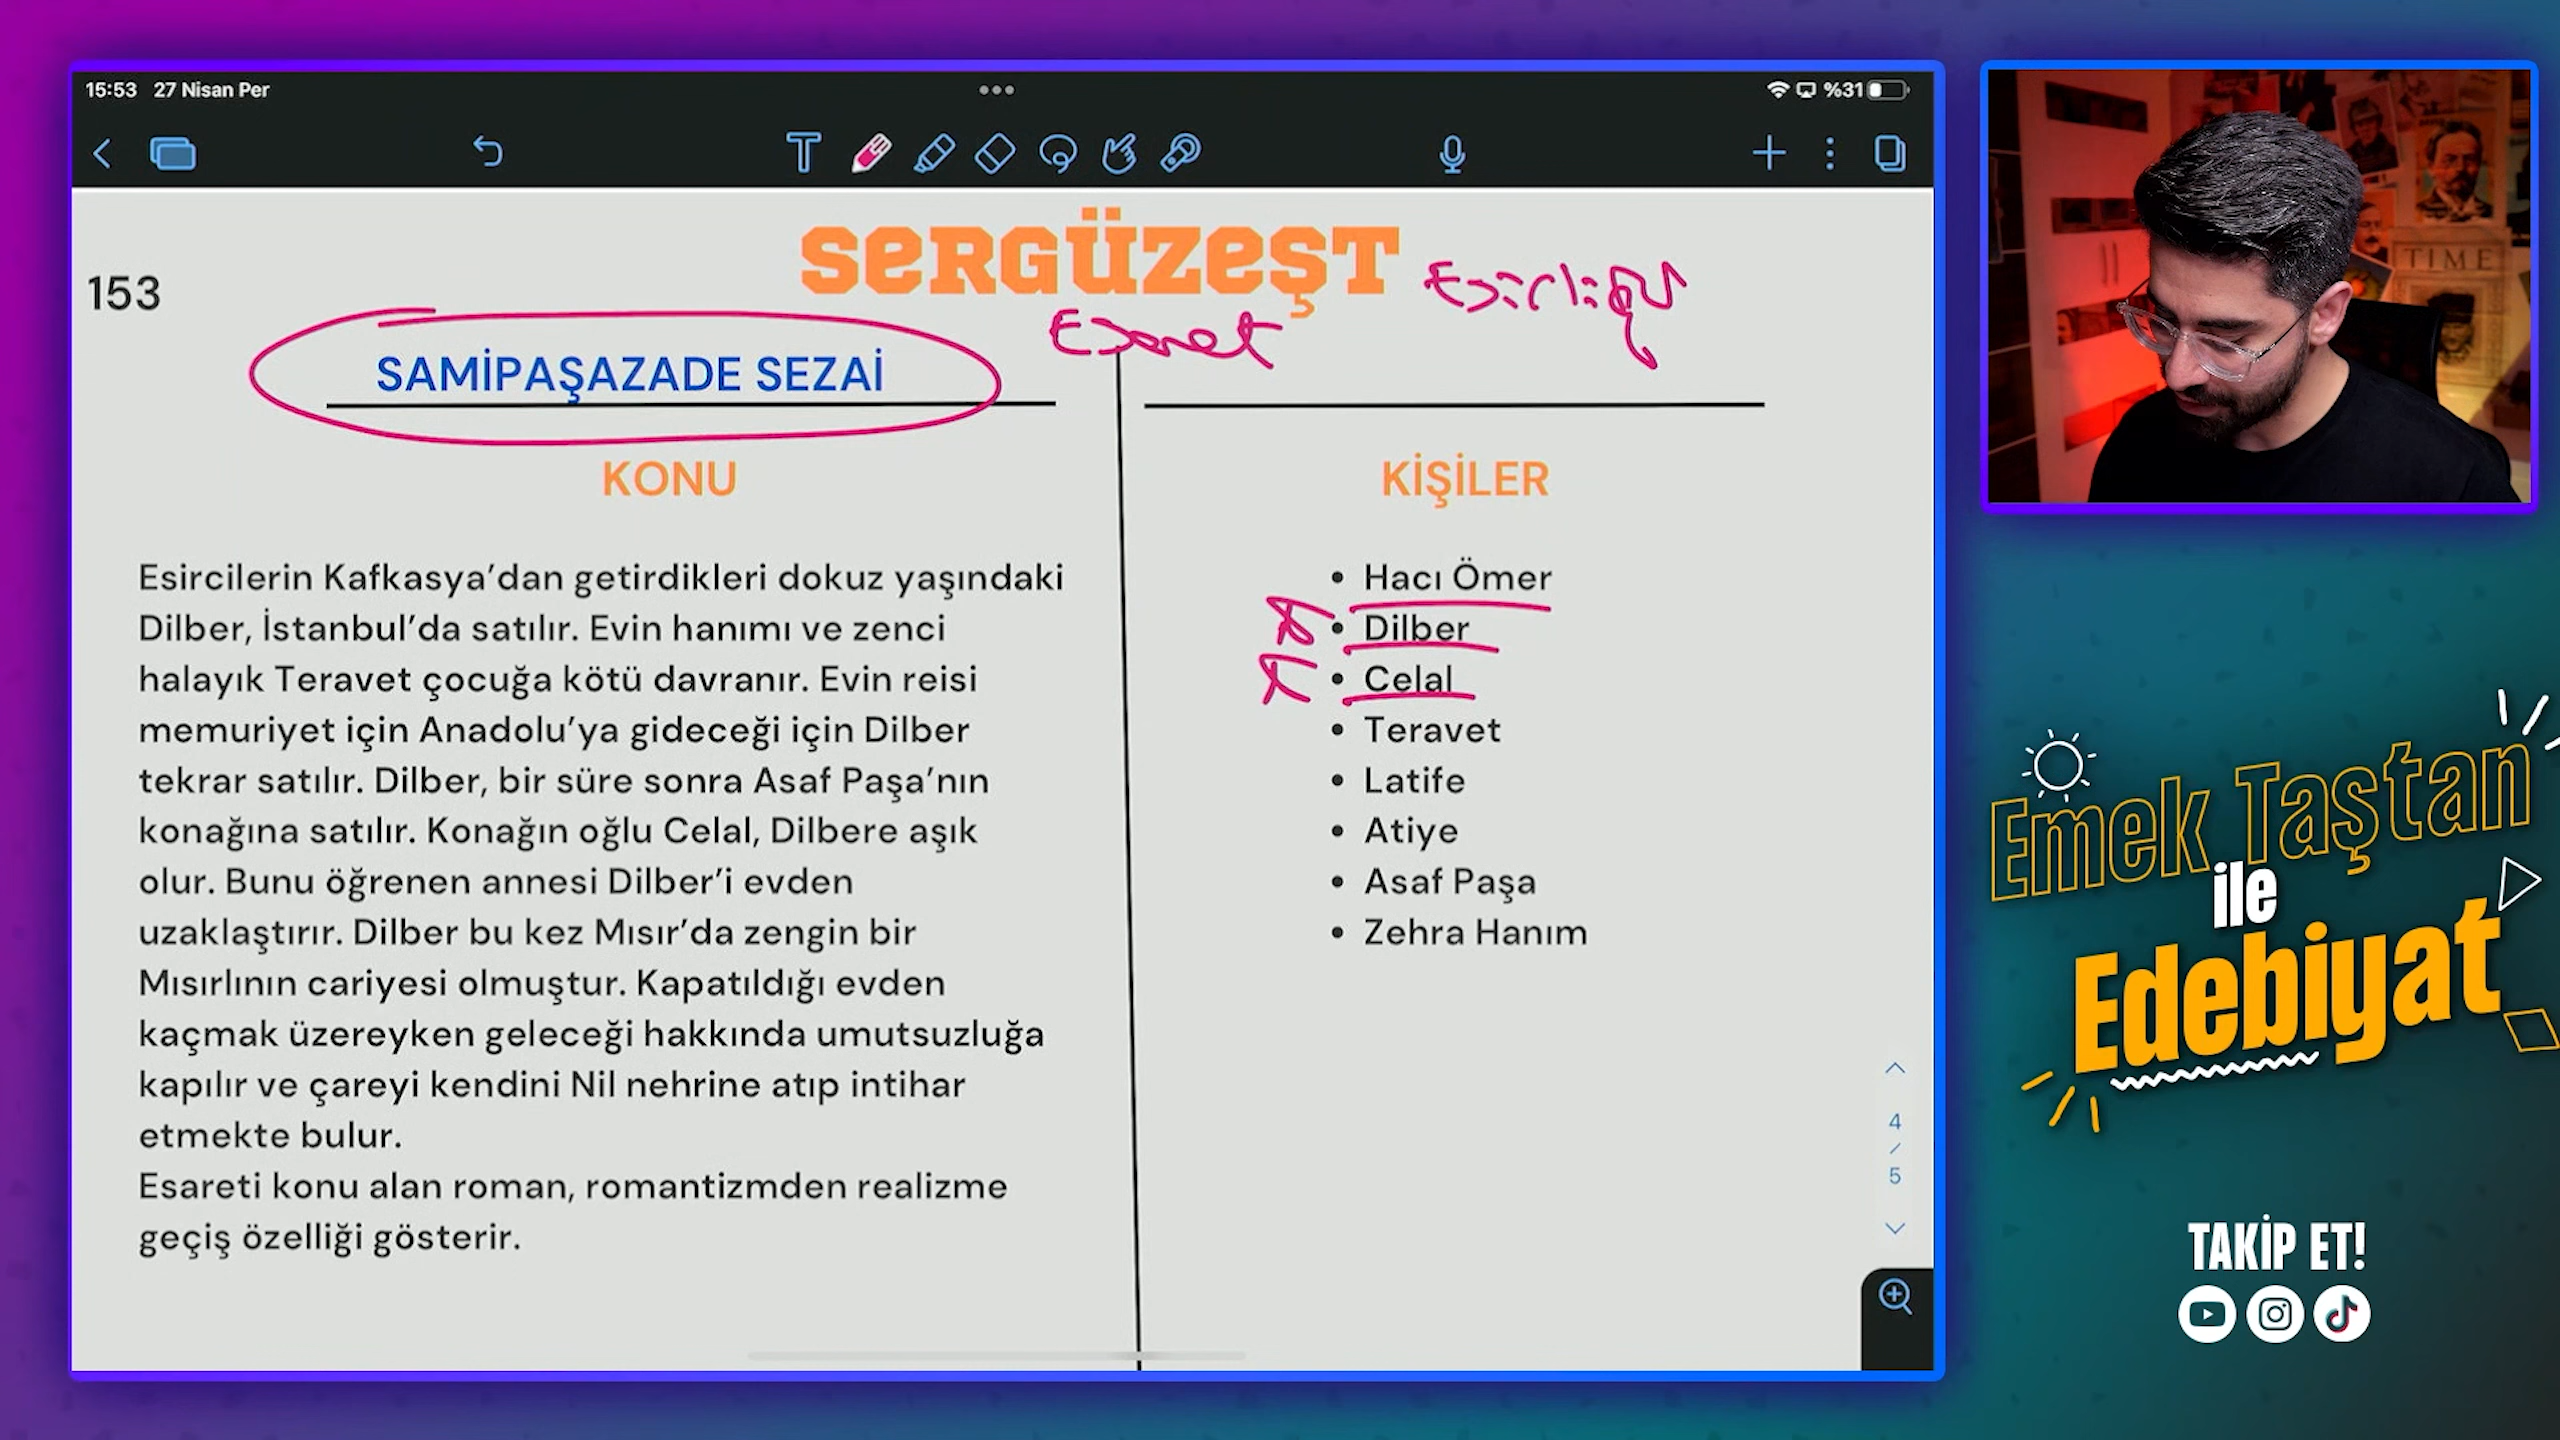 15:53 27 Nisan Per
%31
SERGÜZEŞT
153
Esirliği
Esaret
SAMİPAŞAZADE SEZAİ
KONU
Esircilerin Kafkasya’dan getirdikleri dokuz yaşındaki
Dilber, İstanbul’da satılır. Evin hanımı ve zenci
halayık Teravet çocuğa kötü davranır. Evin reisi
memuriyet için Anadolu’ya gideceği için Dilber
tekrar satılır. Dilber, bir süre sonra Asaf Paşa’nın
konağına satılır. Konağın oğlu Celal, Dilbere aşık
olur. Bunu öğrenen annesi Dilber’i evden
uzaklaştırır. Dilber bu kez Mısır’da zengin bir
Mısırlının cariyesi olmuştur. Kapatıldığı evden
kaçmak üzereyken geleceği hakkında umutsuzluğa
kapılır ve çareyi kendini Nil nehrine atıp intihar
etmekte bulur.
Esareti konu alan roman, romantizmden realizme
geçiş özelliği gösterir.
KİŞİLER
• Hacı Ömer
• Dilber
• Celal
• Teravet
• Latife
• Atiye
• Asaf Paşa
• Zehra Hanım
4
/
5
TIME
Emek Taştan
ile
Edebiyat
TAKİP ET!